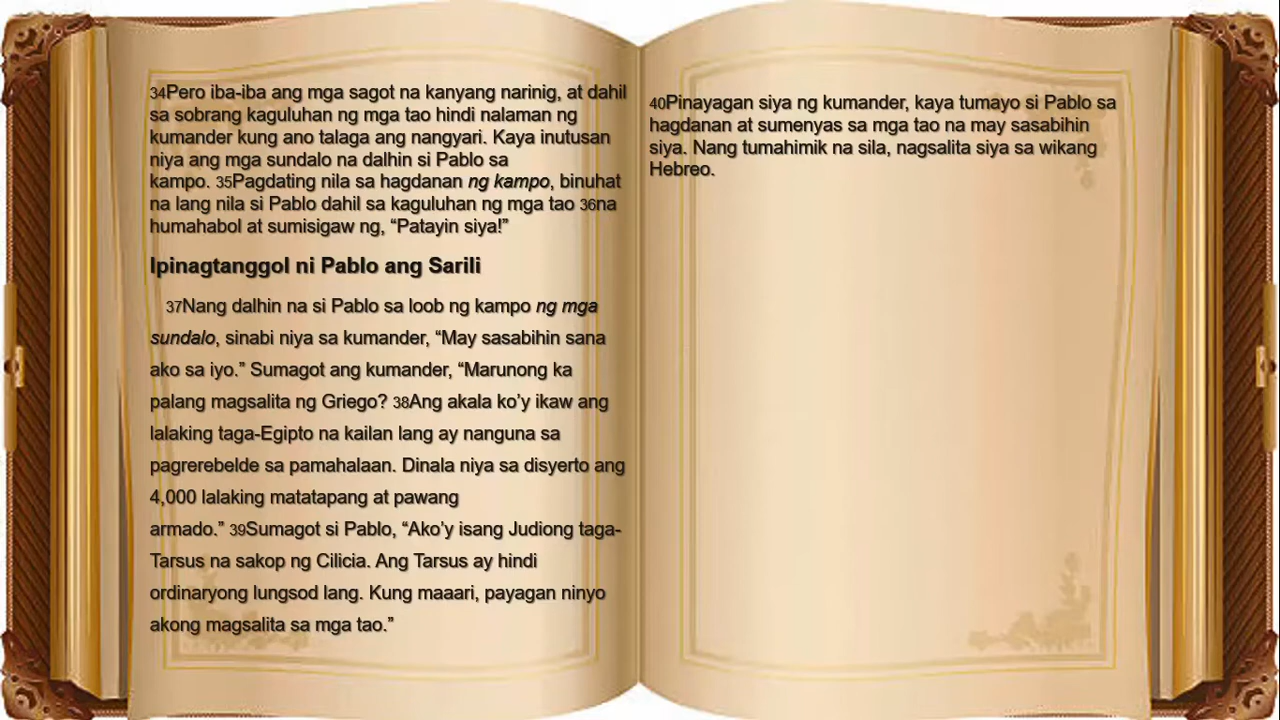 34Pero iba-iba ang mga sagot na kanyang narinig, at dahil
sa sobrang kaguluhan ng mga tao hindi nalaman ng
kumander kung ano talaga ang nangyari. Kaya inutusan
niya ang mga sundalo na dalhin si Pablo sa
kampo. 35Pagdating nila sa hagdanan ng kampo, binuhat
na lang nila si Pablo dahil sa kaguluhan ng mga tao 36na
humahabol at sumisigaw ng, “Patayin siya!”
Ipinagtanggol ni Pablo ang Sarili
37Nang dalhin na si Pablo sa loob ng kampo ng mga
sundalo, sinabi niya sa kumander, “May sasabihin sana
ako sa iyo.” Sumagot ang kumander, “Marunong ka
palang magsalita ng Griego? 38Ang akala ko’y ikaw ang
lalaking taga-Egipto na kailan lang ay nanguna sa
pagrerebelde sa pamahalaan. Dinala niya sa disyerto ang
4,000 lalaking matatapang at pawang
armado.” 39Sumagot si Pablo, “Ako’y isang Judiong taga-
Tarsus na sakop ng Cilicia. Ang Tarsus ay hindi
ordinaryong lungsod lang. Kung maaari, payagan ninyo
akong magsalita sa mga tao.”
40Pinayagan siya ng kumander, kaya tumayo si Pablo sa
hagdanan at sumenyas sa mga tao na may sasabihin
siya. Nang tumahimik na sila, nagsalita siya sa wikang
Hebreo.